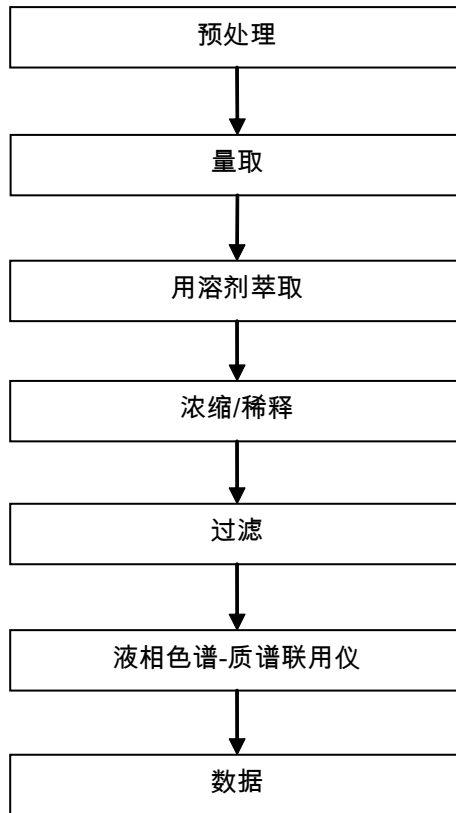 预处理
量取
用溶剂萃取
浓缩/稀释
过滤
液相色谱-质谱联用仪
数据